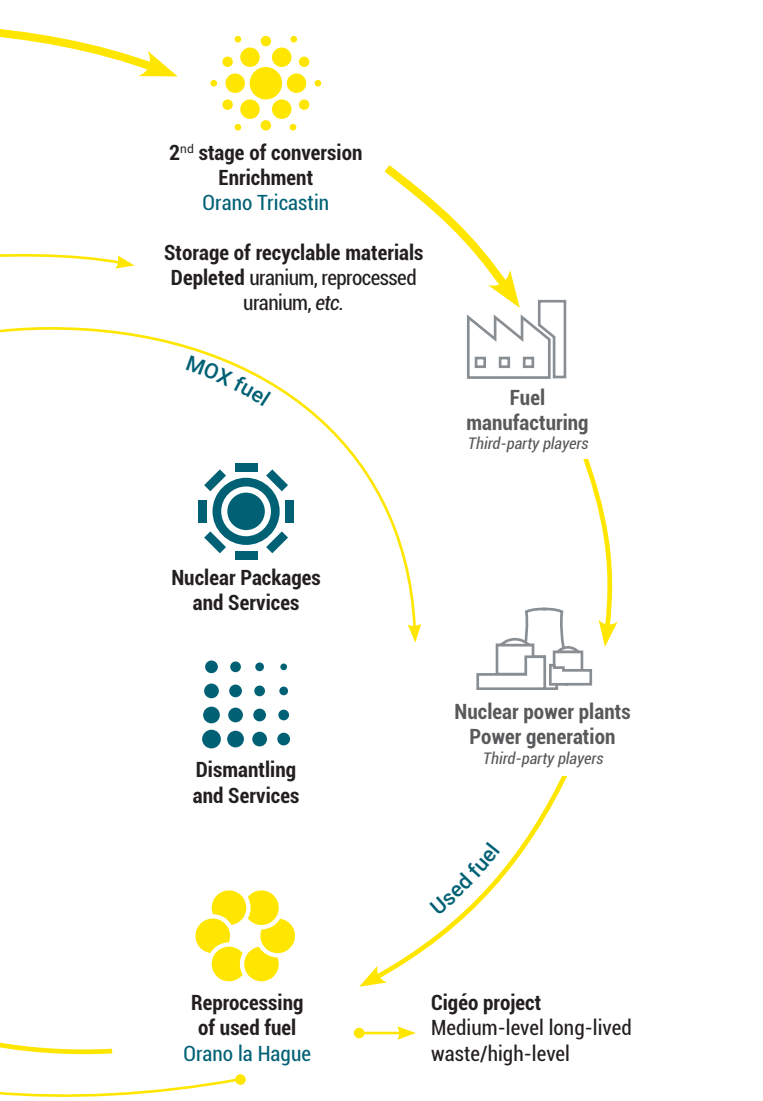 2nd stage of conversion
Enrichment
Orano Tricastin
Storage of recyclable materials
Depleted uranium, reprocessed
uranium, etc.
Fuel
manufacturing
Third-party players
MOX fuel
Nuclear Packages
and Services
Nuclear power plants
Power generation
Third-party players
Dismantling
and Services
Used fuel
Reprocessing
of used fuel
Orano la Hague
Cigéo project
Medium-level long-lived
waste/high-level